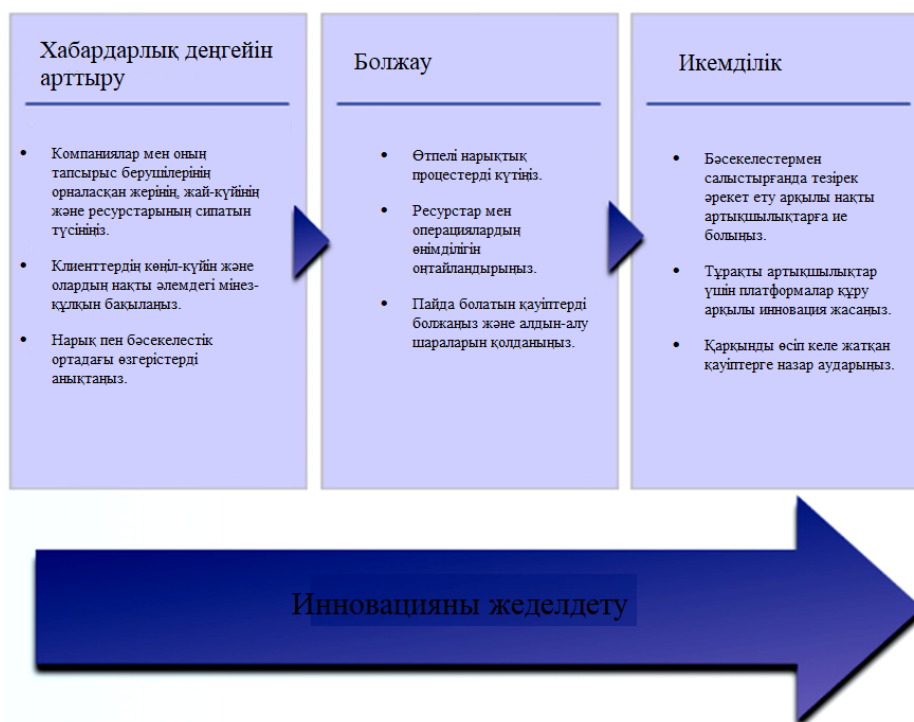 Хабардарлық деңгейін
арттыру
• Компаниялар мен оның
тапсырыс берушілерінің
орналасқан жерінің, жай-күйінің
және ресурстарының сипатын
түсініңіз.
• Клиенттердің көңіл-күйін және
олардың нақты әлемдегі мінез-
құлқын бақылаңыз.
• Нарық пен бәсекелестік
ортадағы өзгерістерді
анықтаңыз.
Болжау
• Өтпелі нарықтық
процестерді күтіңіз.
• Ресурстар мен
операциялардың
өнімділігін
оңтайландырыңыз.
• Пайда болатын қауіптерді
болжаңыз және алдын-алу
шараларын қолданыңыз.
Икемділік
• Бәсекелестермен
салыстырғанда тезірек
әрекет ету арқылы нақты
артықшылықтарға ие
болыңыз.
• Тұрақты артықшылықтар
үшін платформалар құру
арқылы инновация жасаңыз.
• Қарқынды өсіп келе жатқан
қауіптерге назар аударыңыз.
Инновацияны жеделдету